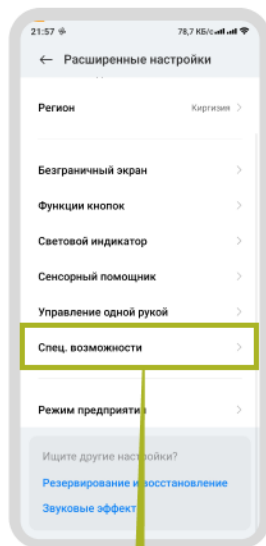 21:57 78,7 КБ/с
← Расширенные настройки
Регион Киргизия >
Безграничный экран >
Функции кнопок >
Световой индикатор >
Сенсорный помощник >
Управление одной рукой >
Спец. возможности >
Режим предприятия >
Ищите другие настройки?
Резервирование и восстановление
Звуковые эффекты